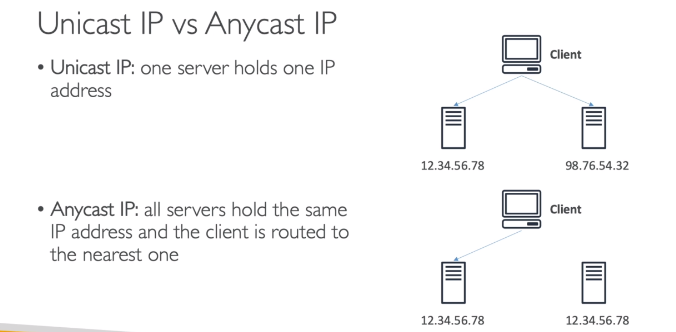 Unicast IP vs Anycast IP
• Unicast IP: one server holds one IP
address
Client
12.34.56.78
98.76.54.32
• Anycast IP: all servers hold the same
IP address and the client is routed to
the nearest one
Client
12.34.56.78
12.34.56.78